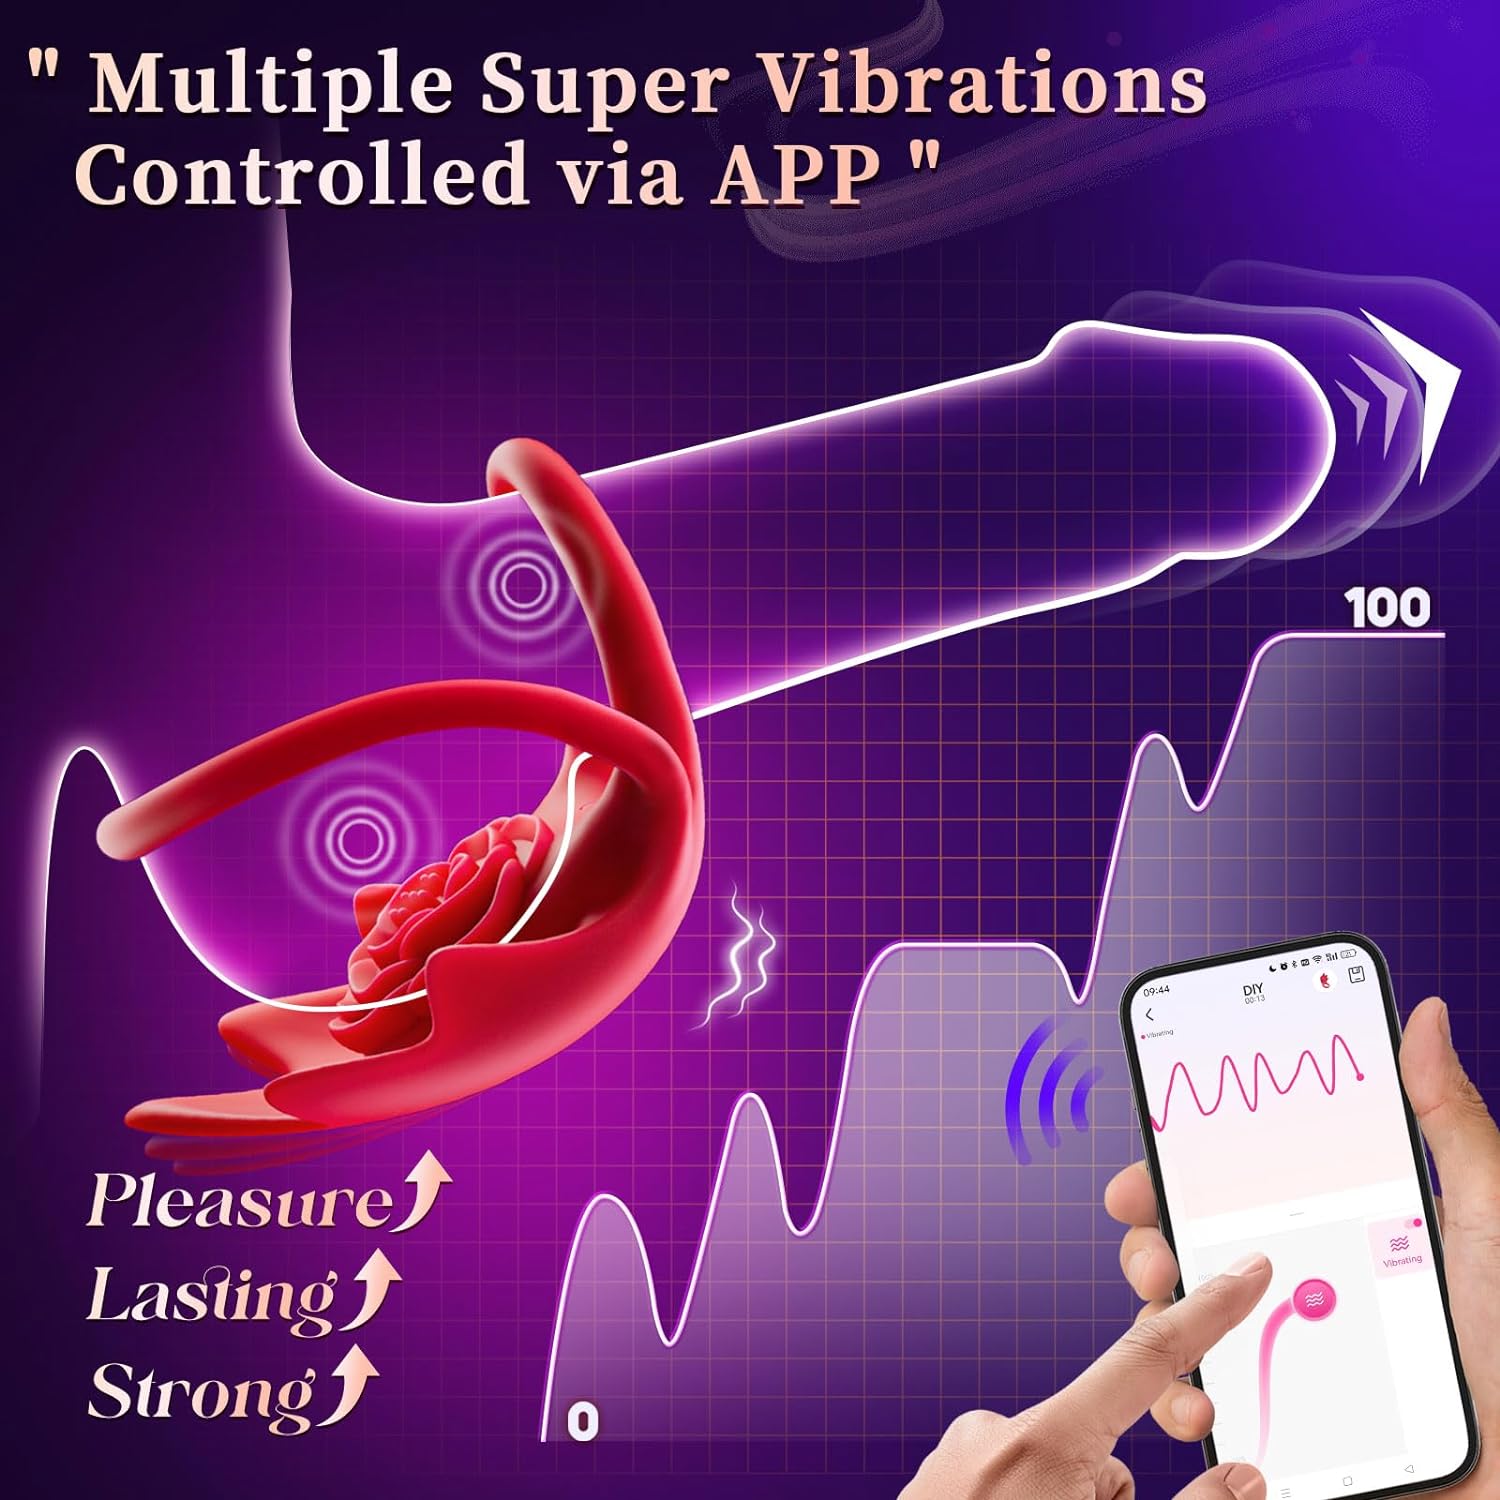 " Multiple Super Vibrations
Controlled via APP "
100
09:44
DIY
00:13
Vibrating
Vibrating
Pleasure
Lasting
Strong
0